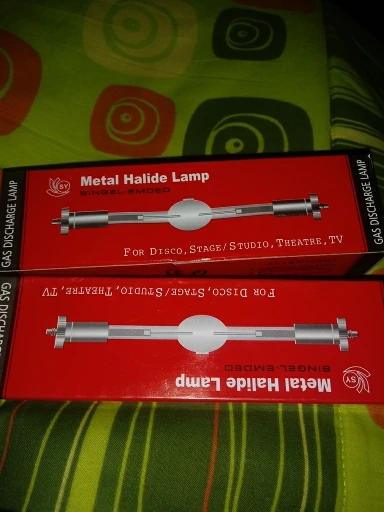 SY
Metal Halide Lamp
SINGEL-EMDED
FOR DISCO, STAGE/STUDIO, THEATRE, TV
GAS DISCHARGE LAMP
GAS DISCHARGE LAMP
FOR DISCO, STAGE/STUDIO, THEATRE, TV
SY
Metal Halide Lamp
SINGEL-EMDED